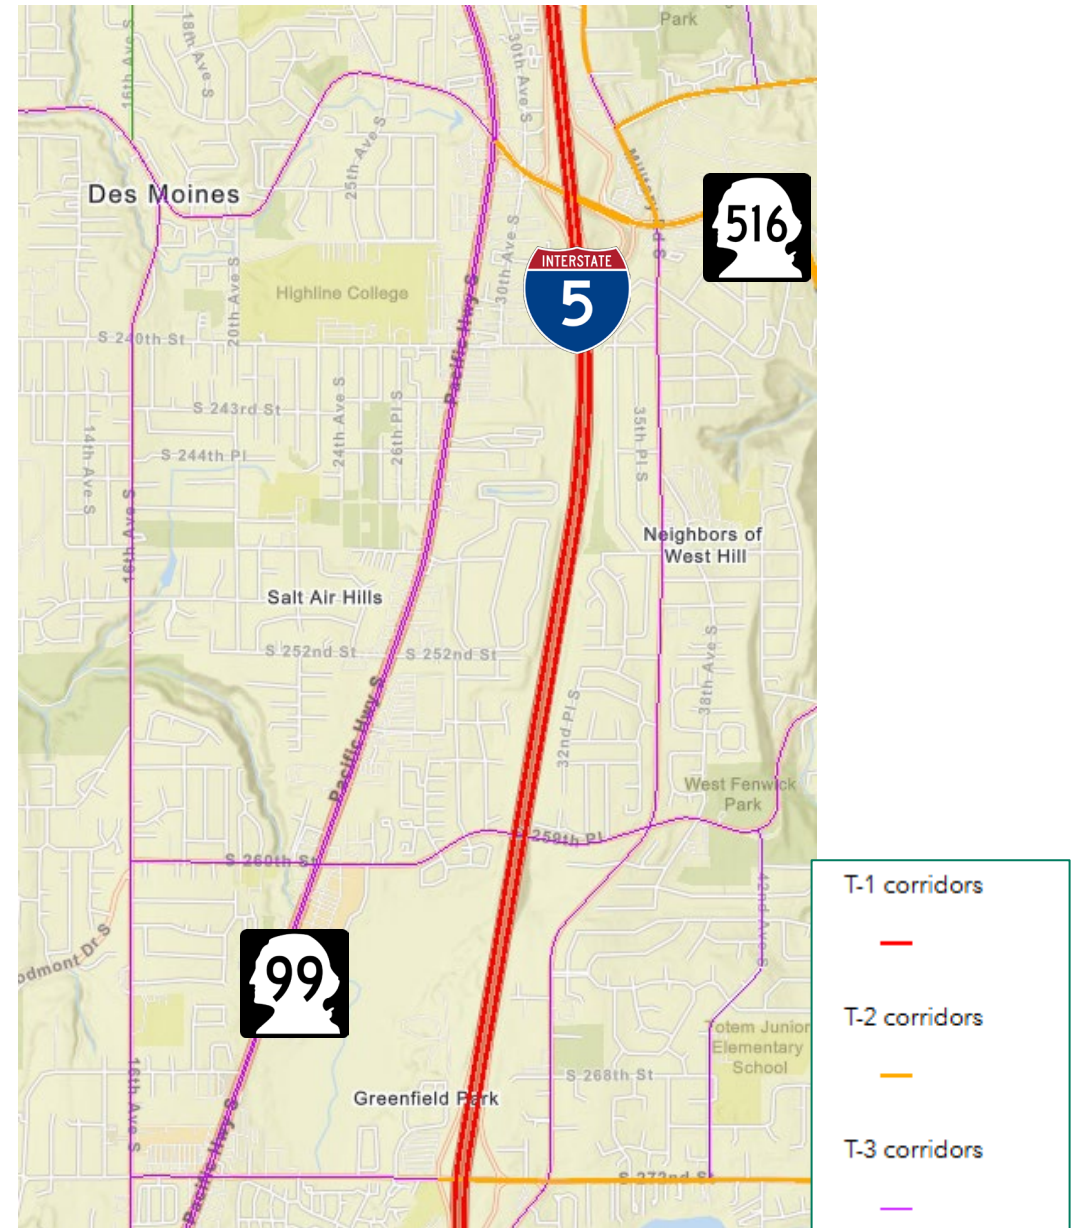 Park
16th Ave S
18th Ave S
30th Ave S
25th Ave S
Des Moines
516
30th Ave S
INTERSTATE
5
20th Ave S
Highline College
Pacific Hwy S
S 240th St
24th Ave S
26th Pl S
S 243rd St
35th Pl S
14th Ave S
S 244th Pl
16th Ave S
Neighbors of
West Hill
Salt Air Hills
S 252nd St
S 252nd St
38th Ave S
Pacific Hwy S
32nd Pl S
West Fenwick
Park
259th Pl
S 260th St
42nd Ave S
T-1 corridors
odmont Dr S
99
T-2 corridors
Totem Junior
Elementary
School
16th Ave S
S 268th St
Greenfield Park
Pacific Hwy S
T-3 corridors
S 272nd St